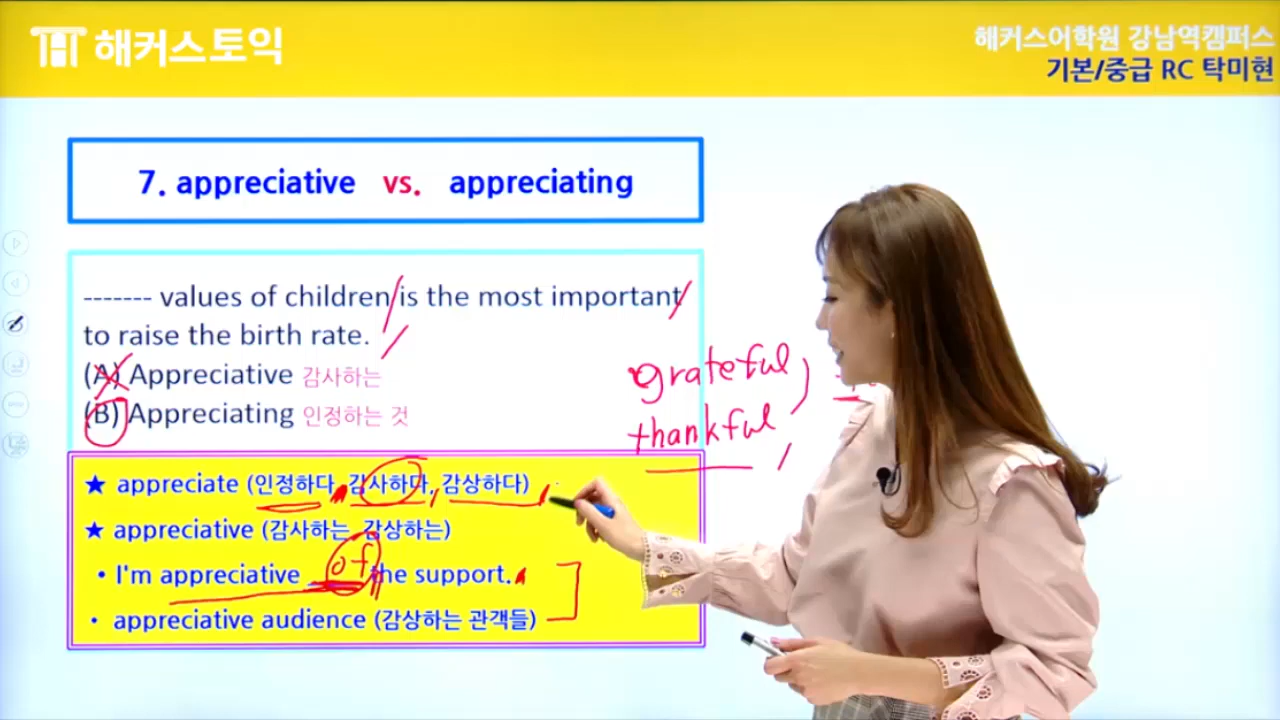 해커스토익
해커스어학원 강남역캠퍼스
기본/중급 RC 탁미현
7. appreciative vs. appreciating
------- values of children is the most important
to raise the birth rate.
(A) Appreciative 감사하는
(B) Appreciating 인정하는 것
grateful
thankful
★ appreciate (인정하다, 감사하다, 감상하다)
★ appreciative (감사하는, 감상하는)
• I'm appreciative of the support.
• appreciative audience (감상하는 관객들)